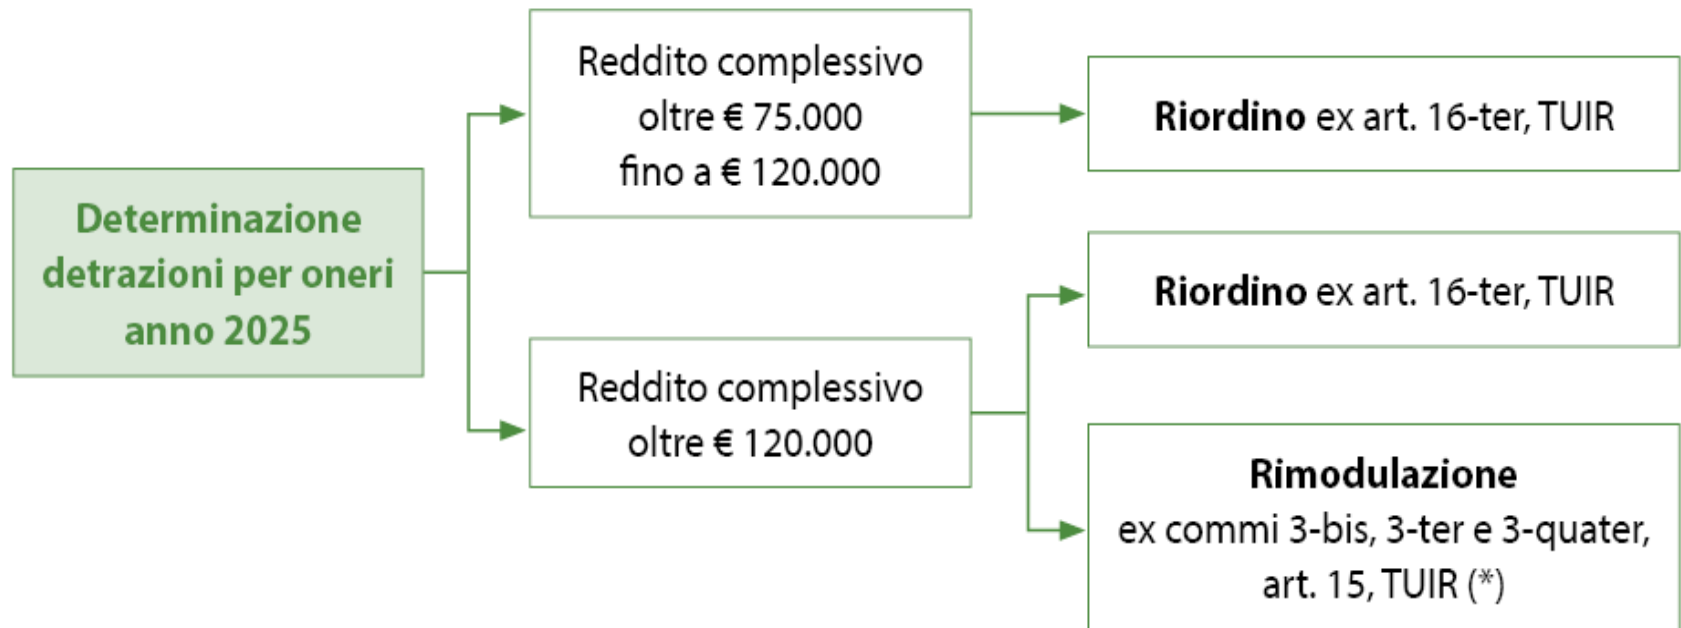 Determinazione
detrazioni per oneri
anno 2025
Reddito complessivo
oltre € 75.000
fino a € 120.000
Riordino ex art. 16-ter, TUIR
Reddito complessivo
oltre € 120.000
Riordino ex art. 16-ter, TUIR
Rimodulazione
ex commi 3-bis, 3-ter e 3-quater,
art. 15, TUIR (*)